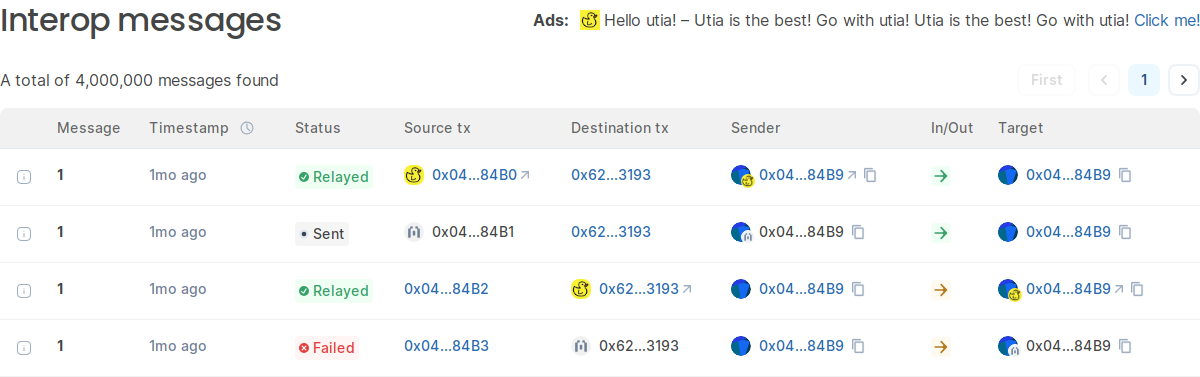 Interop messages
Ads: Hello utia! – Utia is the best! Go with utia! Utia is the best! Go with utia! Click me!
A total of 4,000,000 messages found
First 1
Message Timestamp Status Source tx Destination tx Sender In/Out Target
1 1mo ago Relayed 0x04...84B0 0x62...3193 0x04...84B9 0x04...84B9
1 1mo ago Sent 0x04...84B1 0x62...3193 0x04...84B9 0x04...84B9
1 1mo ago Relayed 0x04...84B2 0x62...3193 0x04...84B9 0x04...84B9
1 1mo ago Failed 0x04...84B3 0x62...3193 0x04...84B9 0x04...84B9